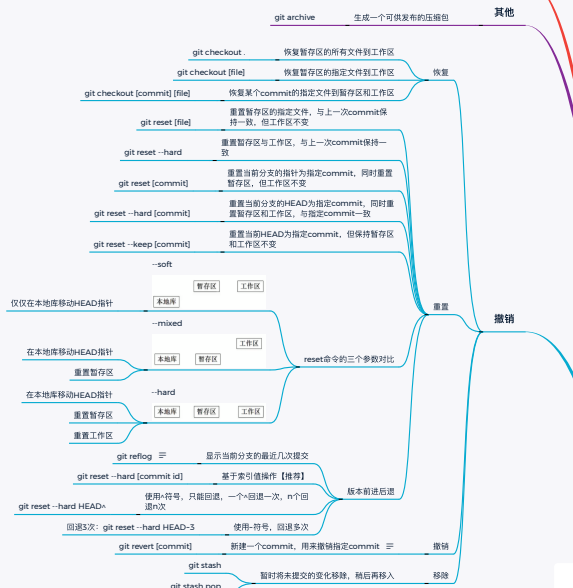 其他
git archive 生成一个可供发布的压缩包
撤销
恢复
git checkout . 恢复暂存区的所有文件到工作区
git checkout [file] 恢复暂存区的指定文件到工作区
git checkout [commit] [file] 恢复某个commit的指定文件到暂存区和工作区
重置
git reset [file]
重置暂存区的指定文件，与上一次commit保
持一致，但工作区不变
git reset --hard
重置暂存区与工作区，与上一次commit保持一
致
git reset [commit]
重置当前分支的指针为指定commit，同时重置
暂存区，但工作区不变
git reset --hard [commit]
重置当前分支的HEAD为指定commit，同时重
置暂存区和工作区，与指定commit一致
git reset --keep [commit]
重置当前HEAD为指定commit，但保持暂存区
和工作区不变
reset命令的三个参数对比
--soft
暂存区 工作区
本地库
仅仅在本地库移动HEAD指针
--mixed
工作区
本地库 暂存区
在本地库移动HEAD指针
重置暂存区
--hard
本地库 暂存区 工作区
在本地库移动HEAD指针
重置暂存区
重置工作区
版本前进后退
git reflog 显示当前分支的最近几次提交
git reset --hard [commit id] 基于索引值操作【推荐】
git reset --hard HEAD^
使用^符号，只能回退，一个^回退一次，n个回
退n次
回退3次：git reset --hard HEAD~3 使用~符号，回退多次
git revert [commit] 新建一个commit，用来撤销指定commit 撤销
git stash
git stash pop
暂时将未提交的变化移除，稍后再移入 移除